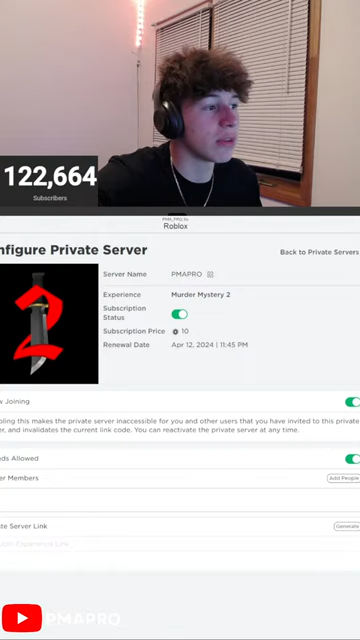 122,664
Subscribers
Roblox
nfigure Private Server
Back to Private Servers
Server Name PMAPRO
Experience Murder Mystery 2
Subscription Status
Subscription Price 10
Renewal Date Apr 12, 2024 | 11:45 PM
2
w Joining
bling this makes the private server inaccessible for you and other users that you have invited to this private
er, and invalidates the current link code. You can reactivate the private server at any time.
nds Allowed
er Members Add People
ate Server Link Generate
PMAPRO